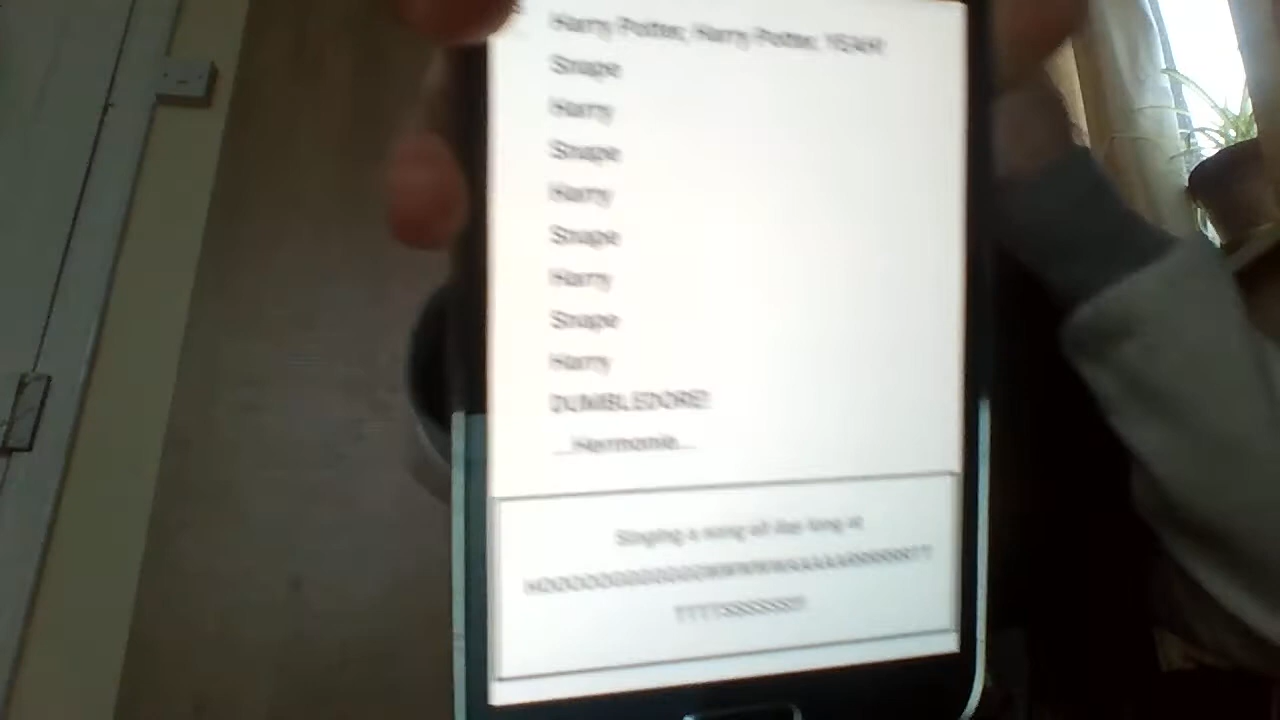 Harry Potter, Harry Potter, YEAH!
Snape
Harry
Snape
Harry
Snape
Harry
Snape
Harry
DUMBLEDORE!
...Hermonie...
Singing a song all day long at